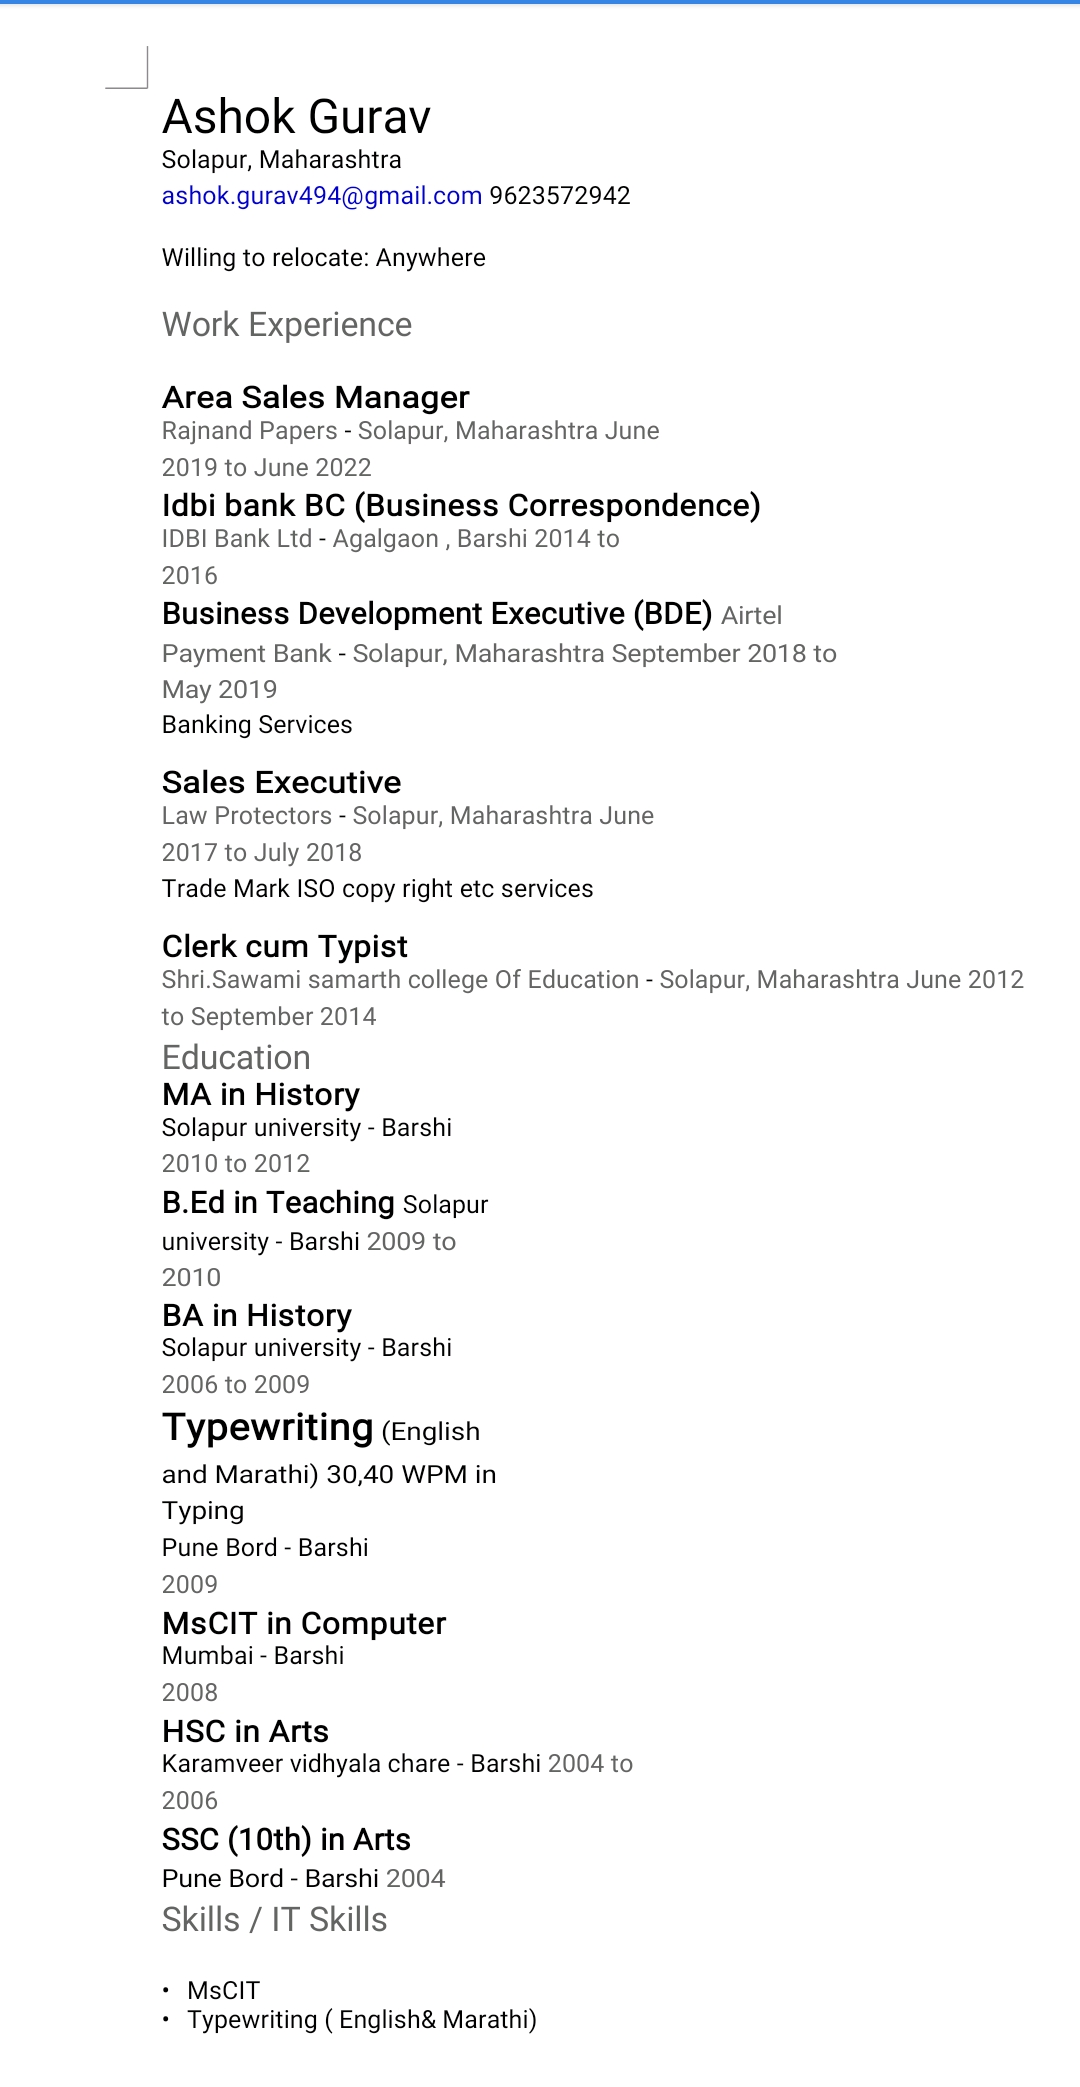 Ashok Gurav
Solapur, Maharashtra
ashok.gurav494@gmail.com 9623572942
Willing to relocate: Anywhere
Work Experience
Area Sales Manager
Rajnand Papers - Solapur, Maharashtra June
2019 to June 2022
Idbi bank BC (Business Correspondence)
IDBI Bank Ltd - Agalgaon , Barshi 2014 to
2016
Business Development Executive (BDE) Airtel
Payment Bank - Solapur, Maharashtra September 2018 to
May 2019
Banking Services
Sales Executive
Law Protectors - Solapur, Maharashtra June
2017 to July 2018
Trade Mark ISO copy right etc services
Clerk cum Typist
Shri.Sawami samarth college Of Education - Solapur, Maharashtra June 2012
to September 2014
Education
MA in History
Solapur university - Barshi
2010 to 2012
B.Ed in Teaching Solapur
university - Barshi 2009 to
2010
BA in History
Solapur university - Barshi
2006 to 2009
Typewriting (English
and Marathi) 30,40 WPM in
Typing
Pune Bord - Barshi
2009
MsCIT in Computer
Mumbai - Barshi
2008
HSC in Arts
Karamveer vidhyala chare - Barshi 2004 to
2006
SSC (10th) in Arts
Pune Bord - Barshi 2004
Skills / IT Skills
• MsCIT
• Typewriting ( English& Marathi)